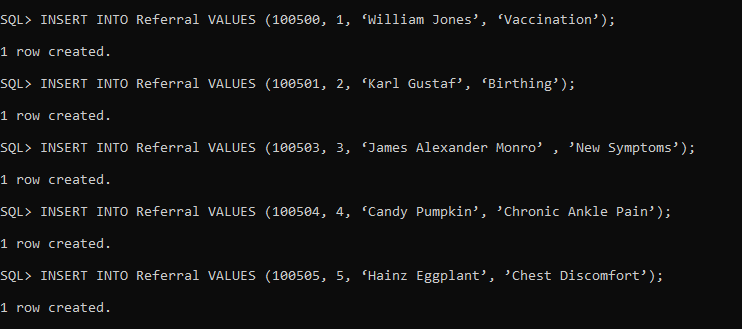 SQL> INSERT INTO Referral VALUES (100500, 1, ‘William Jones’, ‘Vaccination’);
1 row created.
SQL> INSERT INTO Referral VALUES (100501, 2, ‘Karl Gustaf’, ‘Birthing’);
1 row created.
SQL> INSERT INTO Referral VALUES (100503, 3, ‘James Alexander Monro’ , ’New Symptoms’);
1 row created.
SQL> INSERT INTO Referral VALUES (100504, 4, ‘Candy Pumpkin’, ’Chronic Ankle Pain’);
1 row created.
SQL> INSERT INTO Referral VALUES (100505, 5, ‘Hainz Eggplant’, ’Chest Discomfort’);
1 row created.